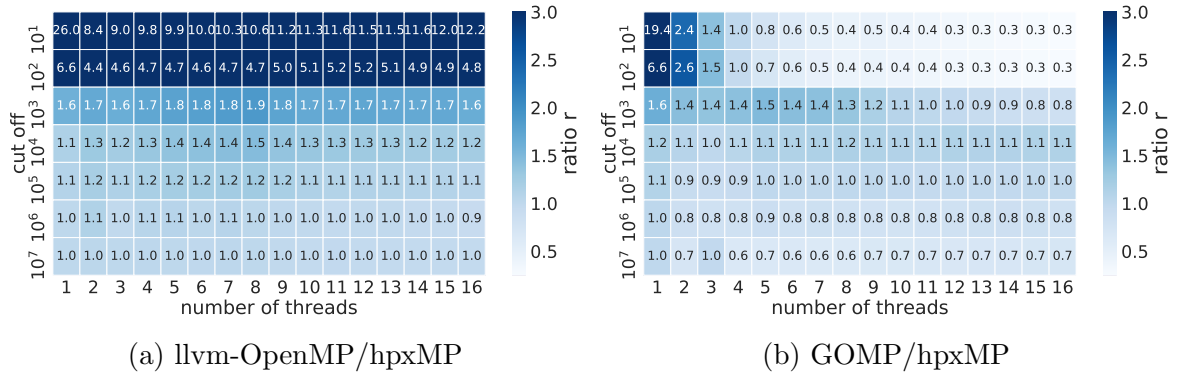 26.0 8.4 9.0 9.8 9.9 10.0 10.3 10.6 11.2 11.3 11.5 11.5 11.5 11.6 12.0 12.2
6.6 4.4 4.6 4.7 4.7 4.6 4.7 4.7 5.0 5.1 5.2 5.2 5.1 4.9 4.9 4.8
1.6 1.7 1.6 1.7 1.8 1.8 1.8 1.9 1.8 1.7 1.7 1.7 1.7 1.7 1.7 1.6
1.1 1.3 1.2 1.3 1.4 1.4 1.4 1.5 1.4 1.3 1.3 1.3 1.3 1.2 1.2 1.2
1.1 1.2 1.1 1.2 1.2 1.2 1.2 1.2 1.2 1.1 1.1 1.1 1.1 1.1 1.1 1.1
1.0 1.1 1.0 1.1 1.1 1.0 1.1 1.0 1.0 1.0 1.0 1.0 1.0 1.0 1.0 0.9
1.0 1.0 1.0 1.0 1.0 1.0 1.0 1.0 1.0 1.0 1.0 1.0 1.0 1.0 1.0 1.0
10¹
10²
10³
10⁴
10⁵
10⁶
10⁷
cut off
1 2 3 4 5 6 7 8 9 10 11 12 13 14 15 16
number of threads
3.0
2.5
2.0
1.5
1.0
0.5
ratio r
(a) llvm-OpenMP/hpxMP
19.4 2.4 1.4 1.0 0.8 0.6 0.5 0.4 0.5 0.4 0.4 0.3 0.3 0.3 0.3 0.3
6.6 2.6 1.5 1.0 0.7 0.6 0.5 0.4 0.4 0.4 0.4 0.3 0.3 0.3 0.3 0.3
1.6 1.4 1.4 1.4 1.5 1.4 1.4 1.3 1.2 1.1 1.0 1.0 0.9 0.9 0.8 0.8
1.2 1.1 1.0 1.1 1.1 1.1 1.1 1.2 1.1 1.1 1.1 1.1 1.1 1.1 1.1 1.1
1.1 0.9 0.9 0.9 1.0 1.0 1.0 1.0 1.0 1.0 1.0 1.0 1.0 1.0 1.0 1.0
1.0 0.8 0.8 0.8 0.9 0.8 0.8 0.8 0.8 0.8 0.8 0.8 0.8 0.8 0.8 0.8
1.0 0.7 1.0 0.6 0.6 0.6 0.6 0.7 0.7 0.7 0.7 0.7 0.7 0.7 0.6 0.7
10¹
10²
10³
10⁴
10⁵
10⁶
10⁷
cut off
1 2 3 4 5 6 7 8 9 10 11 12 13 14 15 16
number of threads
3.0
2.5
2.0
1.5
1.0
0.5
ratio r
(b) GOMP/hpxMP